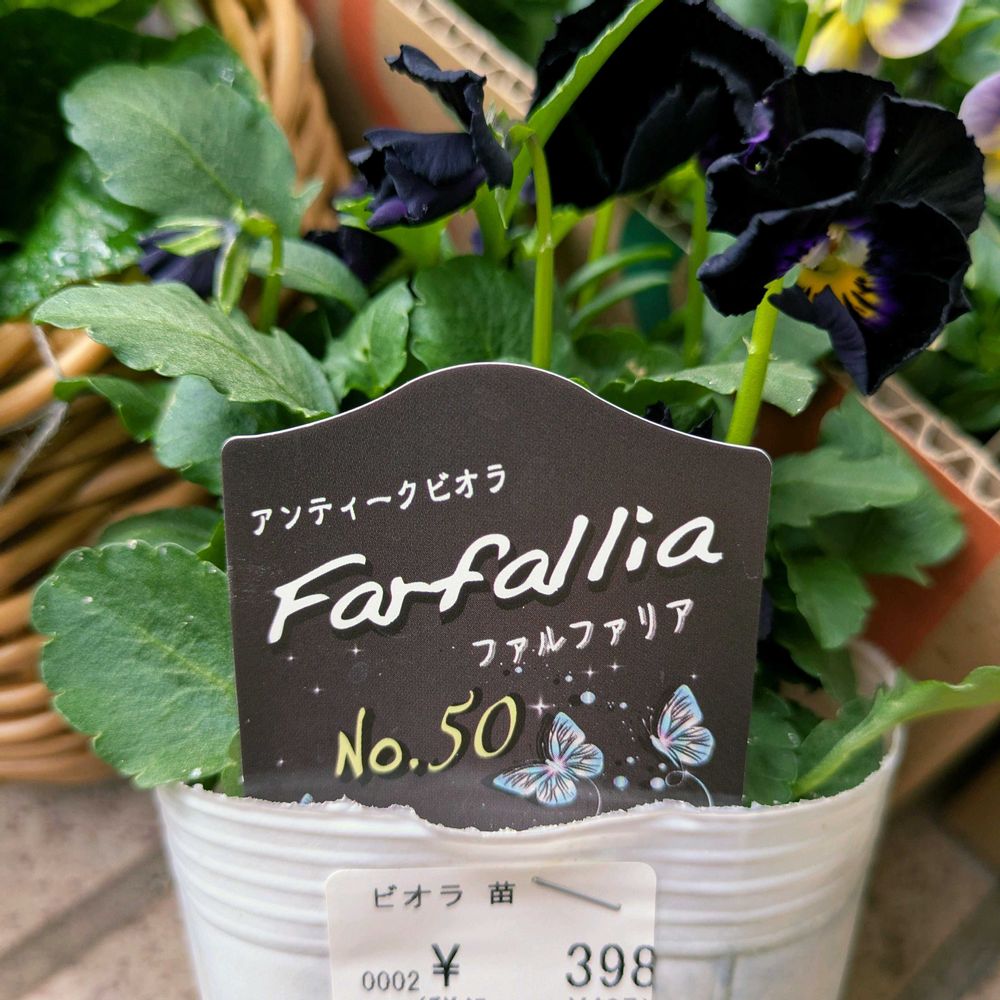 アンティークビオラ
Farfallia
ファルファリア
No.50
ビオラ 苗
0002 ¥ 398